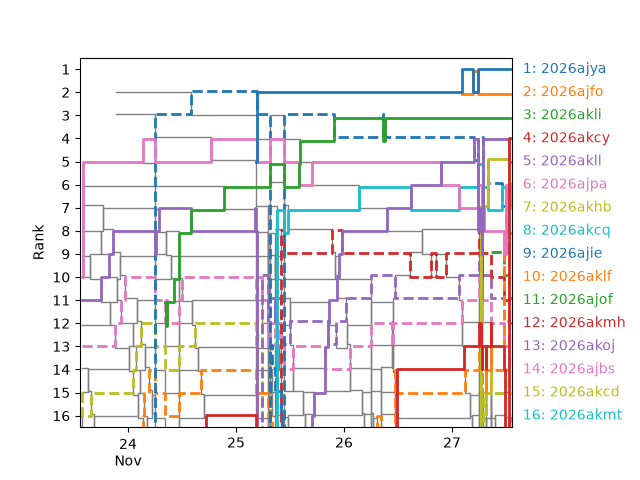 1
2
3
4
5
6
7
8
9
10
11
12
13
14
15
16
Rank
24
25
26
27
Nov
1: 2026ajya
2: 2026ajfo
3: 2026akli
4: 2026akcy
5: 2026akll
6: 2026ajpa
7: 2026akhb
8: 2026akcq
9: 2026ajie
10: 2026aklf
11: 2026ajof
12: 2026akmh
13: 2026akoj
14: 2026ajbs
15: 2026akcd
16: 2026akmt